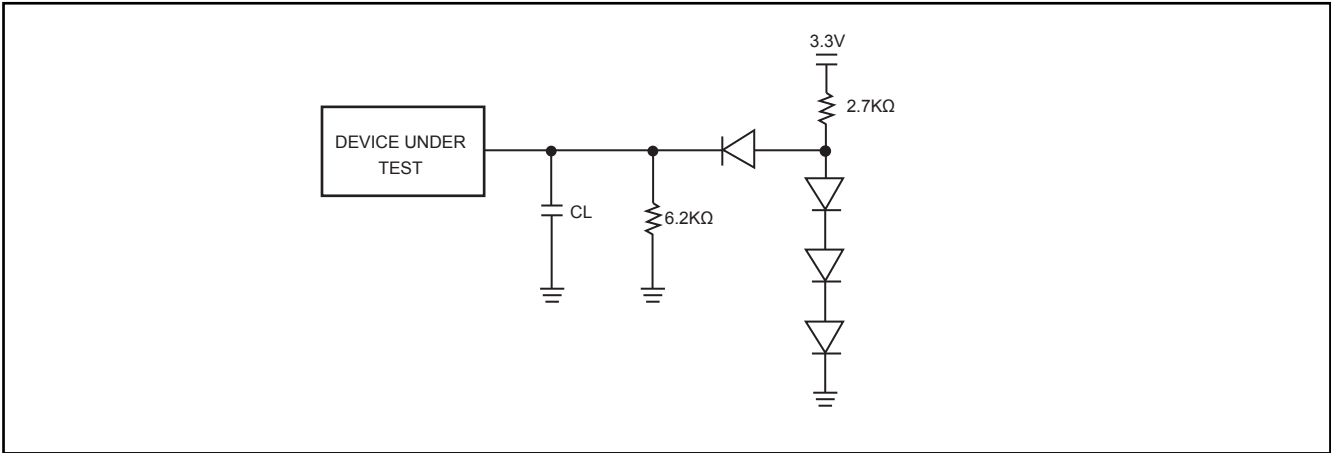 3.3V
2.7KΩ
DEVICE UNDER
TEST
CL
6.2KΩ